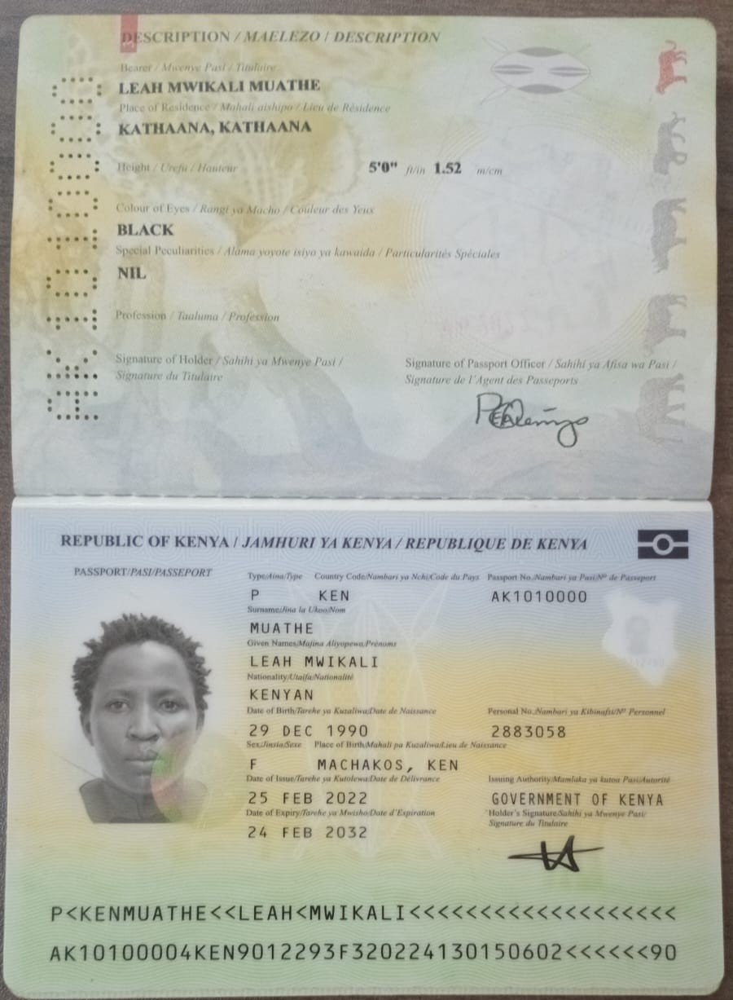 DESCRIPTION / MAELEZO / DESCRIPTION
Bearer / Mwenye Pasi / Titulaire
LEAH MWIKALI MUATHE
Place of Residence / Mahali aishipo / Lieu de Résidence
KATHAANA, KATHAANA
Height / Urefu / Hauteur 5'0" ft/in 1.52 m/cm
Colour of Eyes / Rangi ya Macho / Couleur des Yeux
BLACK
Special Peculiarities / Alama yoyote isiyo ya kawaida / Particularités Spéciales
NIL
Profession / Taaluma / Profession
Signature of Holder / Sahihi ya Mwenye Pasi /
Signature du Titulaire
Signature of Passport Officer / Sahihi ya Afisa wa Pasi /
Signature de l'Agent des Passeports
AK1010000
REPUBLIC OF KENYA / JAMHURI YA KENYA / REPUBLIQUE DE KENYA
PASSPORT/PASI/PASSEPORT
Type/Aina/Type Country Code/Nambari ya Nchi/Code du Pays Passport No./Nambari ya Pasi/Nº de Passeport
P KEN AK1010000
Surname/Jina la Ukoo/Nom
MUATHE
Given Names/Majina Aliyopewa/Prénoms
LEAH MWIKALI
Nationality/Utaifa/Nationalité
KENYAN
Date of Birth/Tarehe ya Kuzaliwa/Date de Naissance Personal No./Nambari ya Kibinafsi/Nº Personnel
29 DEC 1990 2883058
Sex/Jinsia/Sexe Place of Birth/Mahali pa Kuzaliwa/Lieu de Naissance
F MACHAKOS, KEN
Date of Issue/Tarehe ya Kutolewa/Date de Délivrance Issuing Authority/Mamlaka ya kutoa Pasi/Autorité
25 FEB 2022 GOVERNMENT OF KENYA
Date of Expiry/Tarehe ya Mwisho/Date d'Expiration Holder's Signature/Sahihi ya Mwenye Pasi/
Signature du Titulaire
24 FEB 2032
P<KENMUATHE<<LEAH<MWIKALI<<<<<<<<<<<<<<<<<<<
AK10100004KEN9012293F320224130150602<<<<<<90